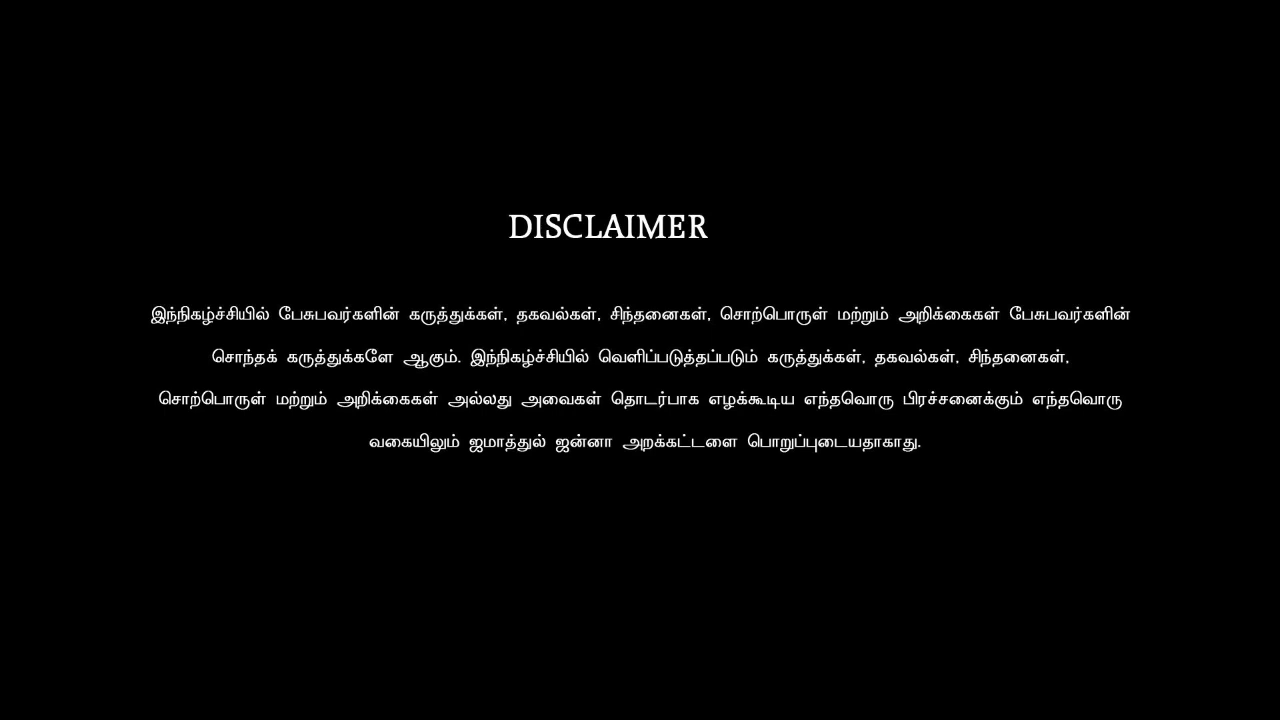 DISCLAIMER
இந்நிகழ்ச்சியில் பேசுபவர்களின் கருத்துக்கள், தகவல்கள், சிந்தனைகள், சொற்பொருள் மற்றும் அறிக்கைகள் பேசுபவர்களின்
சொந்தக் கருத்துக்களே ஆகும். இந்நிகழ்ச்சியில் வெளிப்படுத்தப்படும் கருத்துக்கள், தகவல்கள், சிந்தனைகள்,
சொற்பொருள் மற்றும் அறிக்கைகள் அல்லது அவைகள் தொடர்பாக எழக்கூடிய எந்தவொரு பிரச்சனைக்கும் எந்தவொரு
வகையிலும் ஜமாத்துல் ஜன்னா அறக்கட்டளை பொறுப்புடையதாகாது.